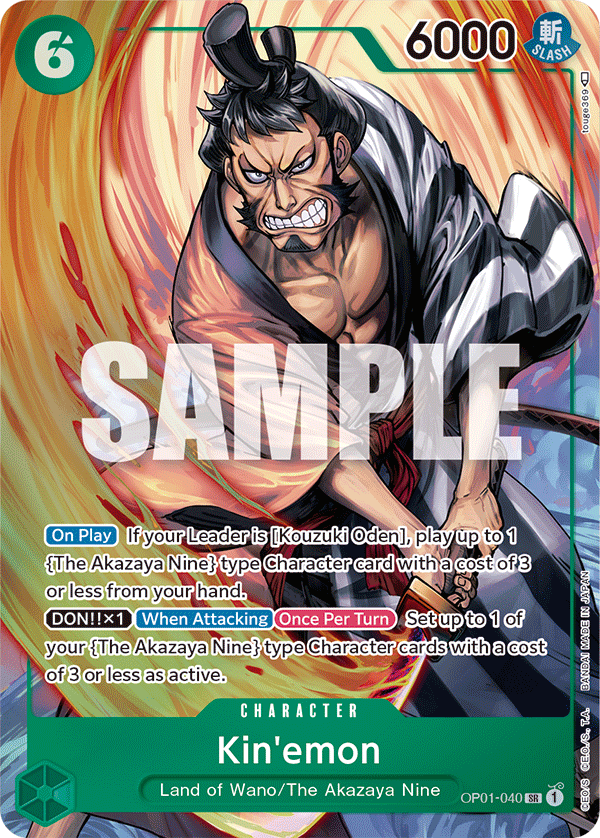 6
6000
斬
SLASH
touge369
SAMPLE
On Play If your Leader is [Kouzuki Oden], play up to 1
{The Akazaya Nine} type Character card with a cost of 3
or less from your hand.
DON!!×1 When Attacking Once Per Turn Set up to 1 of
your {The Akazaya Nine} type Character cards with a cost
of 3 or less as active.
CHARACTER
Kin'emon
Land of Wano/The Akazaya Nine
OP01-040 SR 1
©EO/S ©E.O./S., T.A. BANDAI MADE IN JAPAN